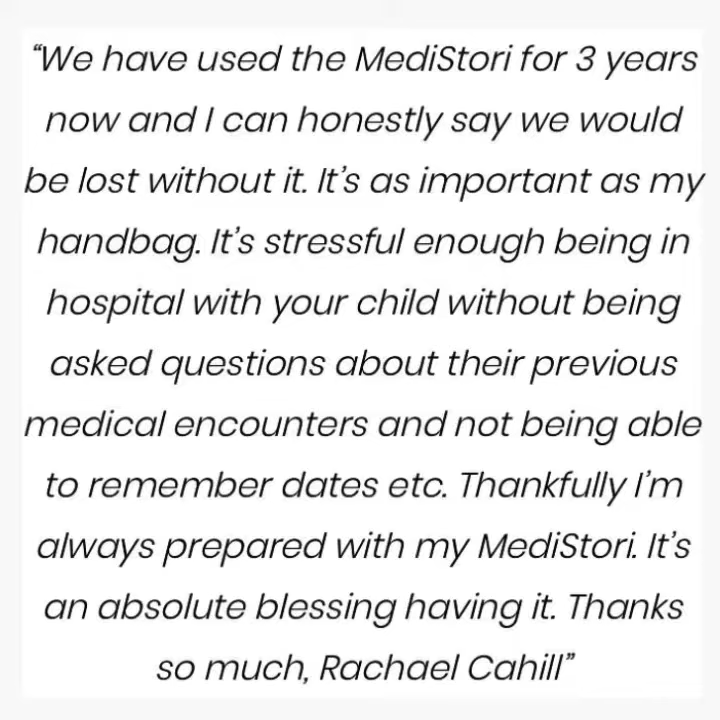 “We have used the MediStori for 3 years
now and I can honestly say we would
be lost without it. It’s as important as my
handbag. It’s stressful enough being in
hospital with your child without being
asked questions about their previous
medical encounters and not being able
to remember dates etc. Thankfully I’m
always prepared with my MediStori. It’s
an absolute blessing having it. Thanks
so much, Rachael Cahill”